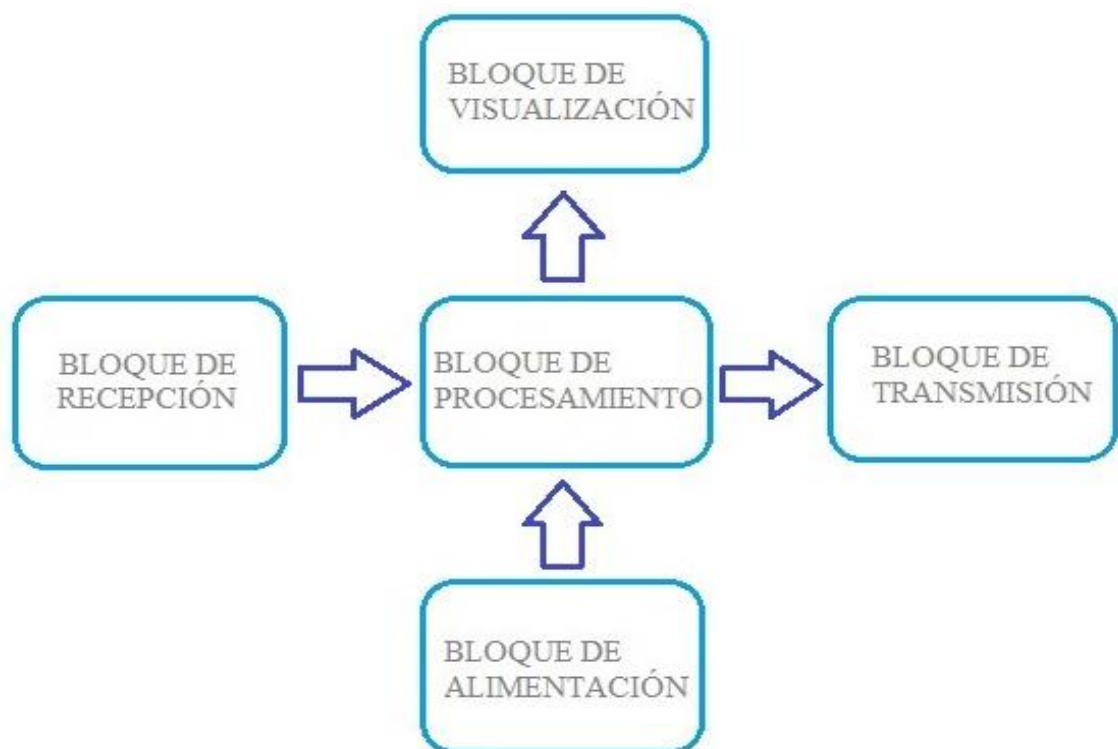 BLOQUE DE
VISUALIZACIÓN
BLOQUE DE
RECEPCIÓN
BLOQUE DE
PROCESAMIENTO
BLOQUE DE
TRANSMISIÓN
BLOQUE DE
ALIMENTACIÓN